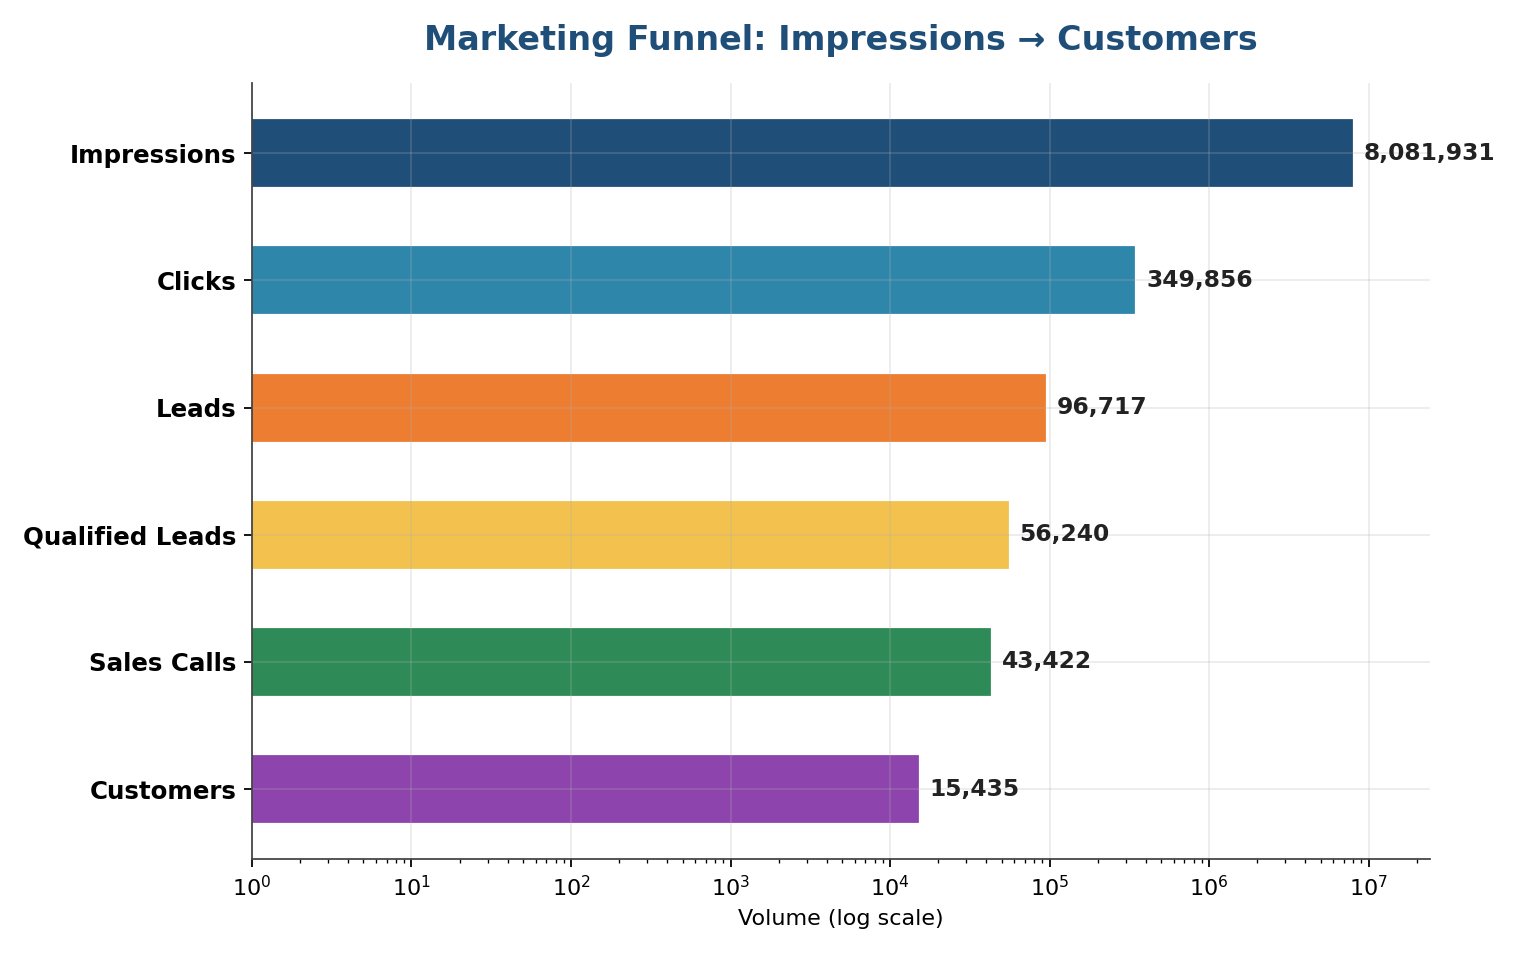 Marketing Funnel: Impressions → Customers
Impressions
8,081,931
Clicks
349,856
Leads
96,717
Qualified Leads
56,240
Sales Calls
43,422
Customers
15,435
10⁰ 10¹ 10² 10³ 10⁴ 10⁵ 10⁶ 10⁷
Volume (log scale)